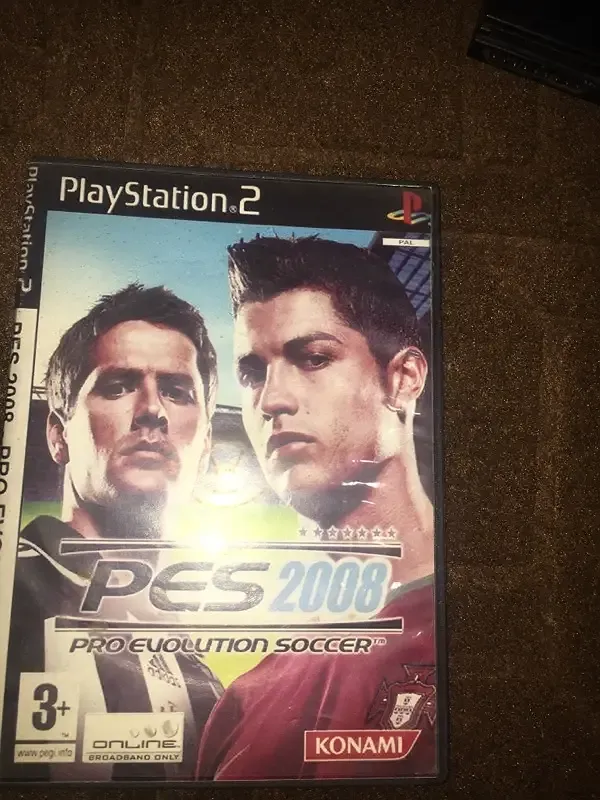 PlayStation®2
PAL
PlayStation 2
PES 2008
PRO EVOLUTION SOCCER™
3+
www.pegi.info
ONLINE
BROADBAND ONLY
KONAMI
PES 2008 - PRO EVO